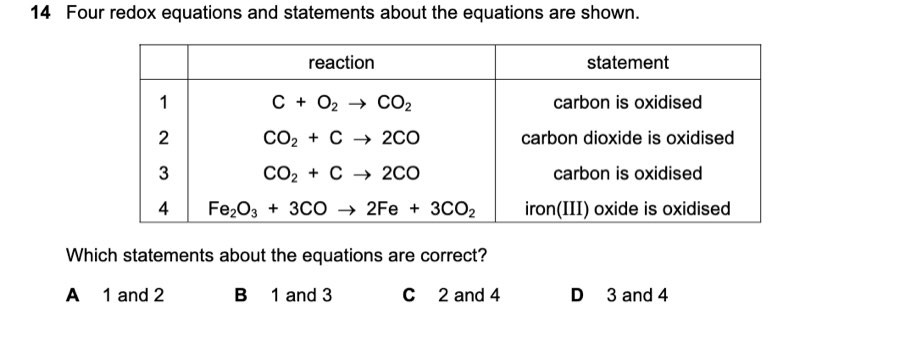 14 Four redox equations and statements about the equations are shown.
reaction statement
1 C + O₂ → CO₂ carbon is oxidised
2 CO₂ + C → 2CO carbon dioxide is oxidised
3 CO₂ + C → 2CO carbon is oxidised
4 Fe₂O₃ + 3CO → 2Fe + 3CO₂ iron(III) oxide is oxidised
Which statements about the equations are correct?
A 1 and 2 B 1 and 3 C 2 and 4 D 3 and 4